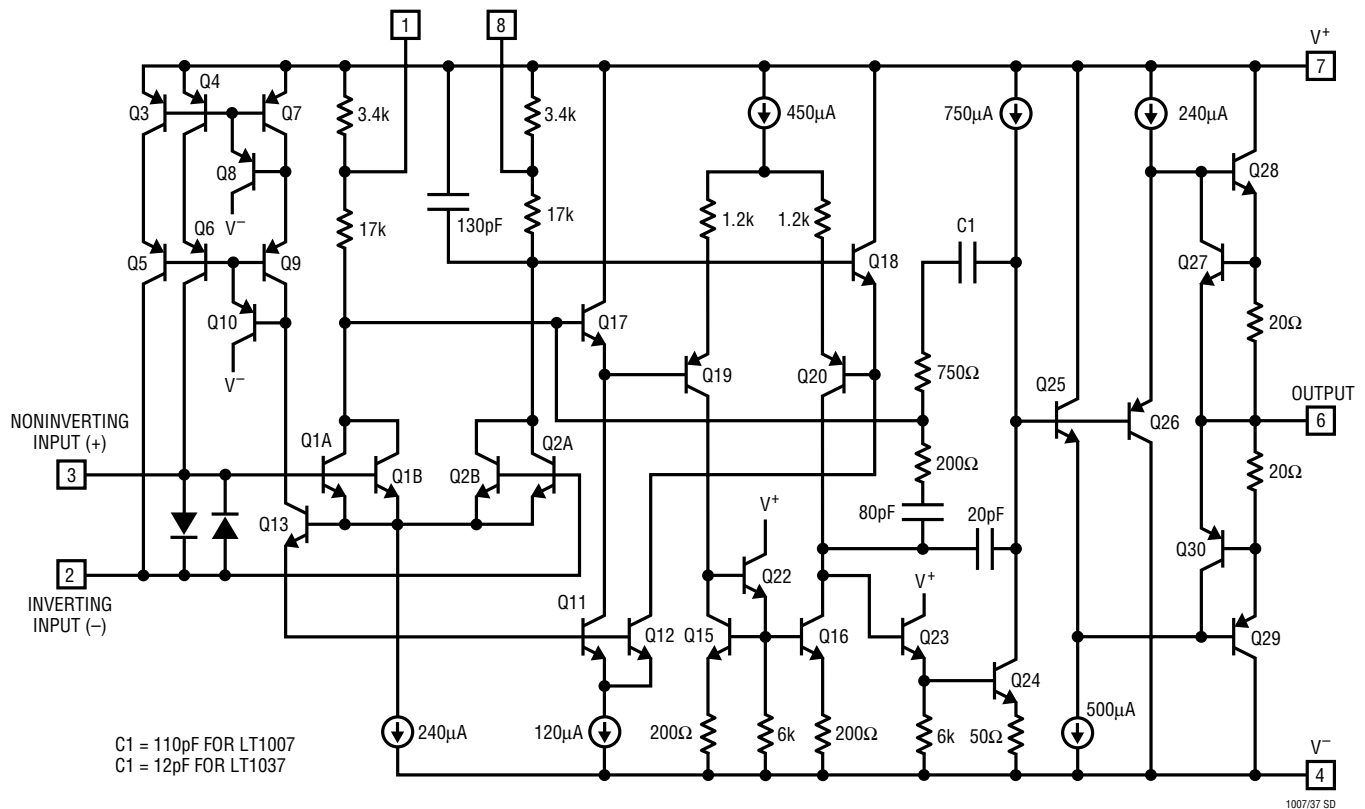 1
8
V+
7
Q3
Q4
Q7
3.4k
3.4k
450µA
750µA
240µA
Q8
Q28
V–
130pF
17k
17k
1.2k
1.2k
C1
Q5
Q6
Q9
Q18
Q27
Q10
Q17
20Ω
V–
Q19
Q20
750Ω
Q25
Q26
OUTPUT
6
NONINVERTING
INPUT (+)
3
Q1A
Q1B
Q2B
Q2A
200Ω
20Ω
Q13
V+
80pF
20pF
Q30
2
INVERTING
INPUT (–)
Q22
V+
Q11
Q12
Q15
Q16
Q23
Q29
Q24
240µA
120µA
200Ω
6k
200Ω
6k
50Ω
500µA
C1 = 110pF FOR LT1007
C1 = 12pF FOR LT1037
V–
4
1007/37 SD